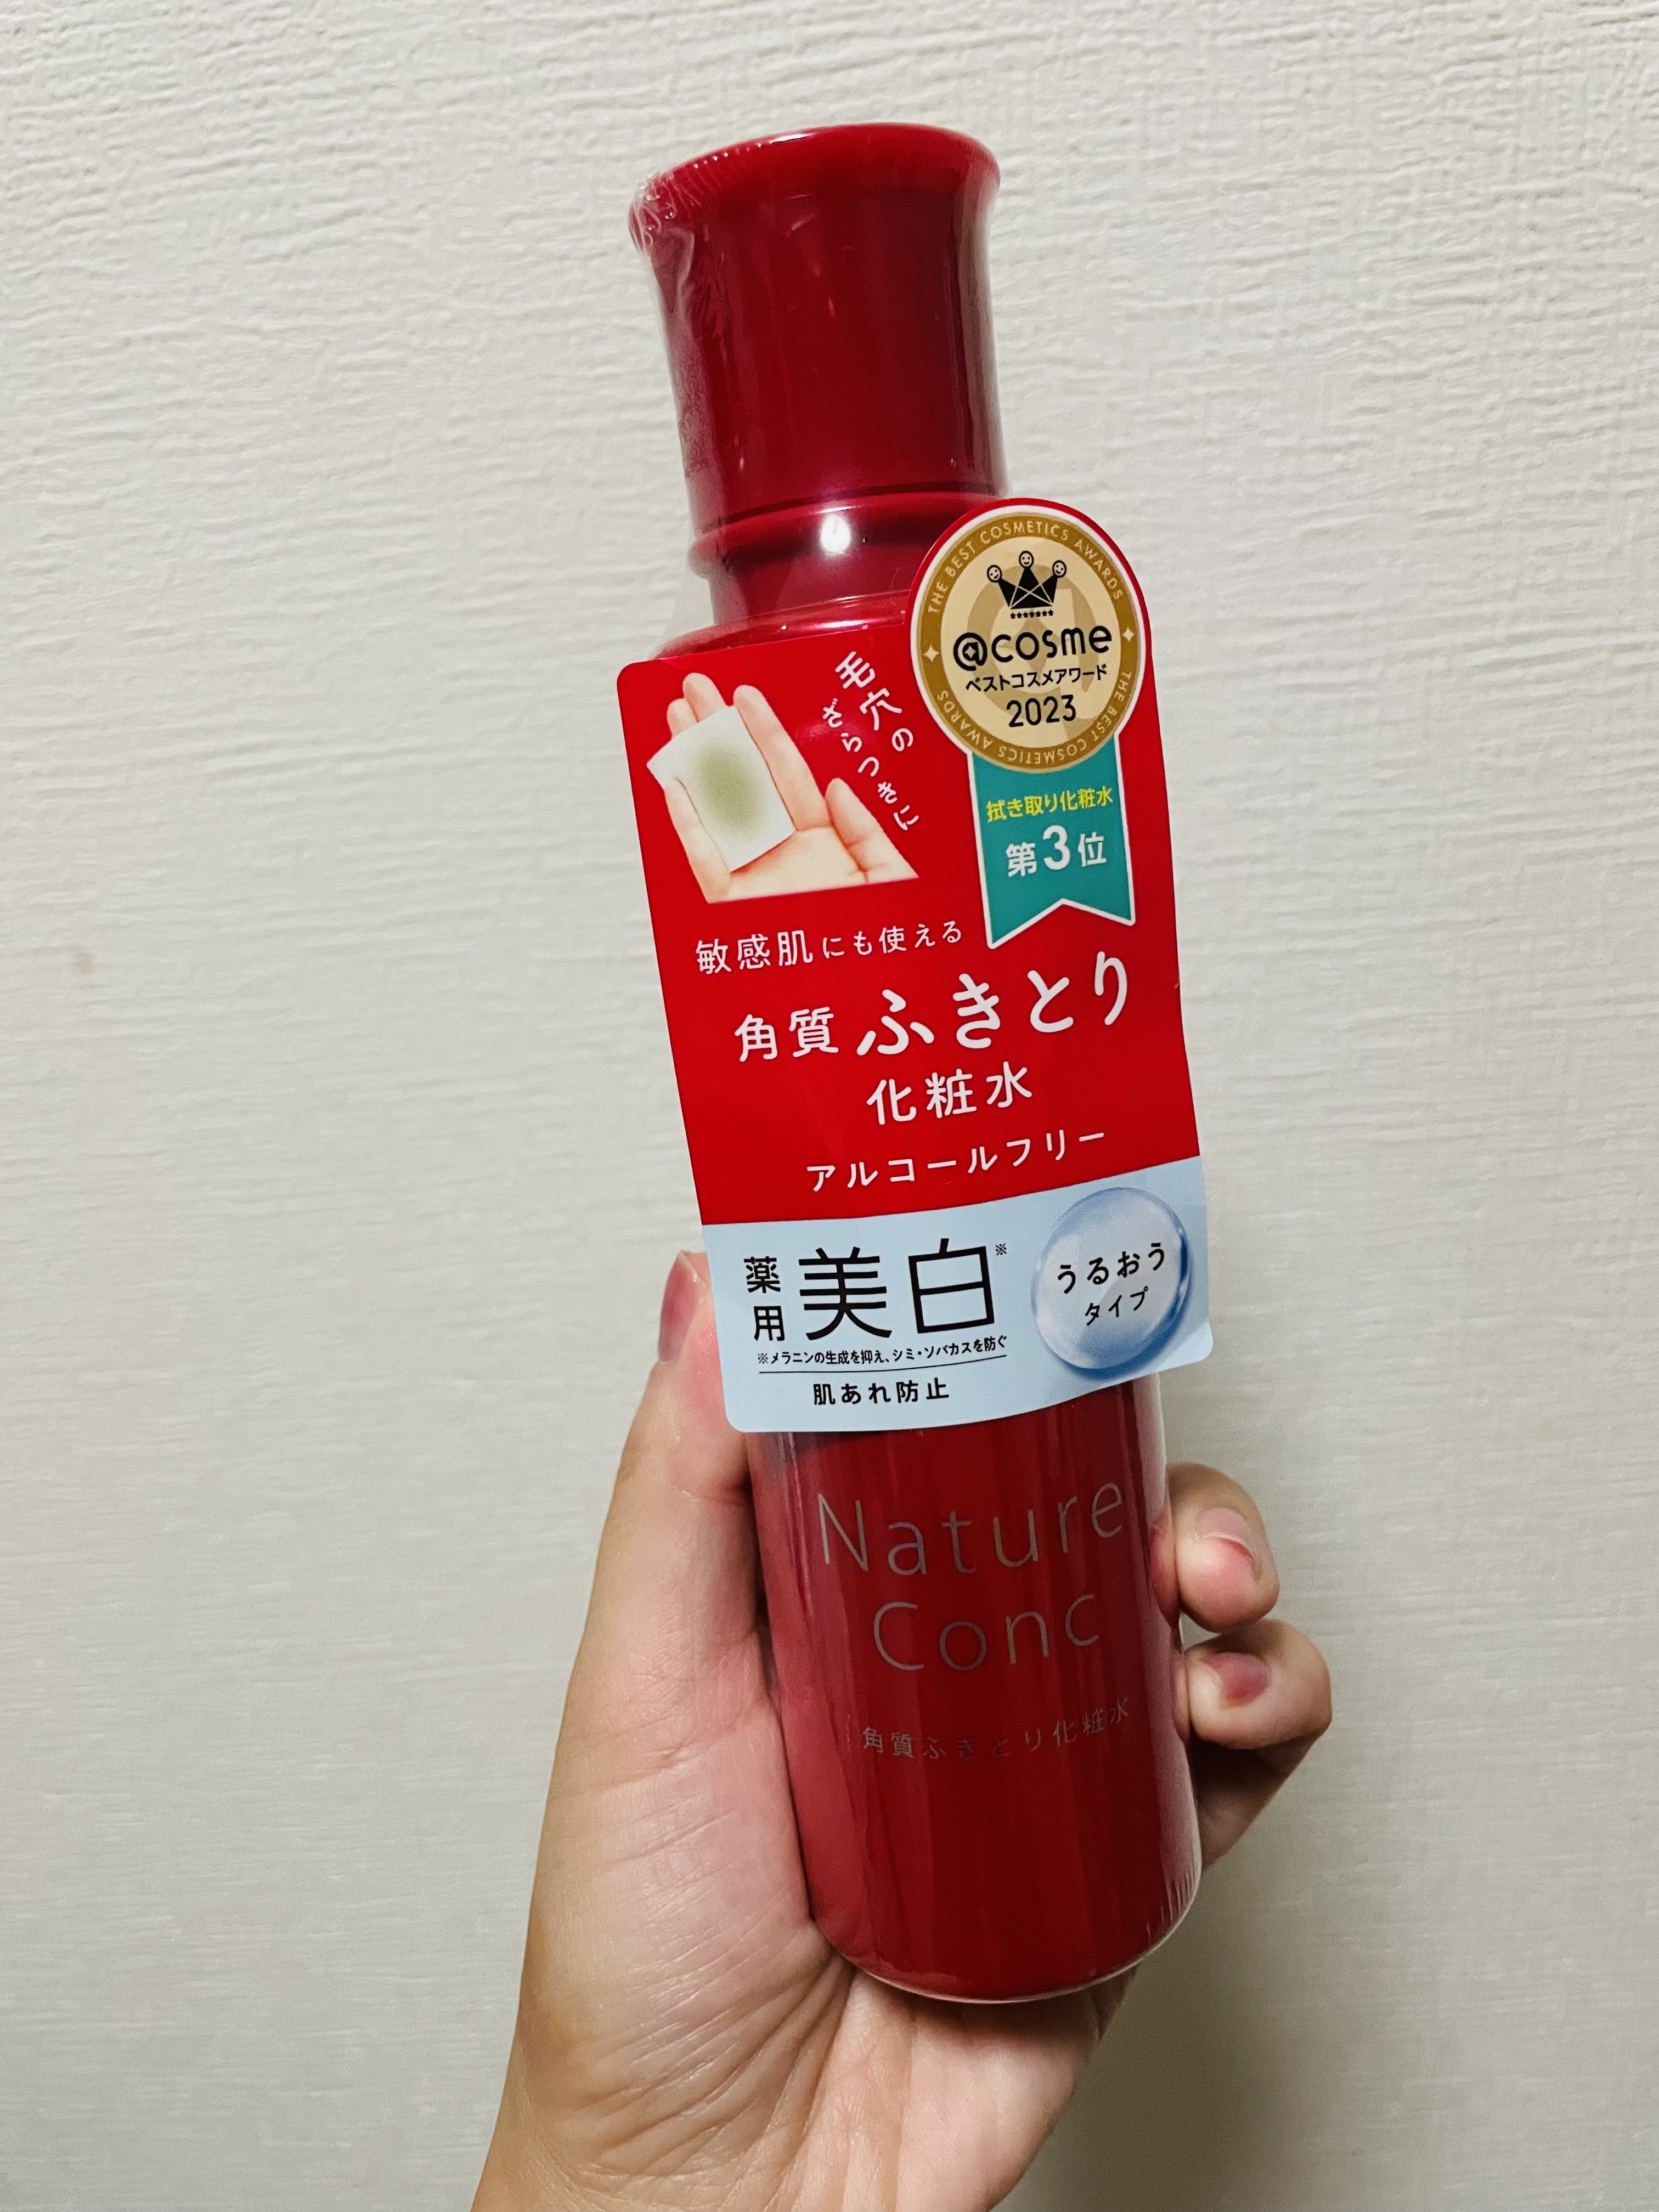 THE BEST COSMETICS AWARDS
@cosme
ベストコスメアワード
2023
THE BEST COSMETICS AWARDS
拭き取り化粧水
第3位
毛穴の
ざらつきに
敏感肌にも使える
角質ふきとり
化粧水
アルコールフリー
薬用
美白※
※メラニンの生成を抑え、シミ・ソバカスを防ぐ
肌あれ防止
うるおう
タイプ
Nature
Conc
角質ふきとり化粧水